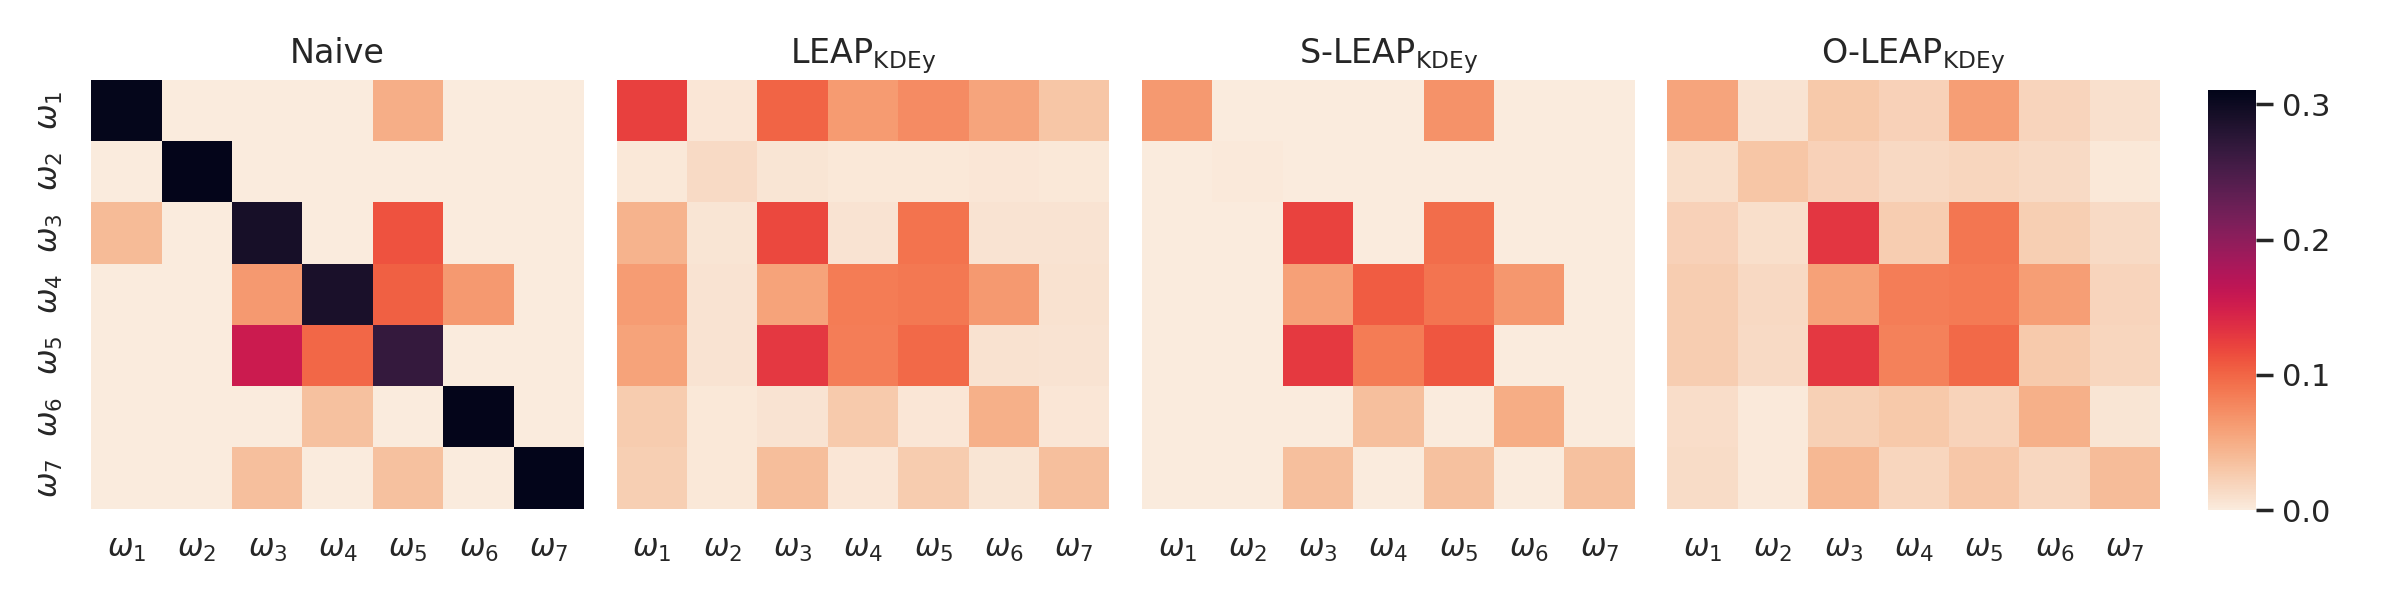 Naive
LEAP_KDEy
S-LEAP_KDEy
O-LEAP_KDEy
ω₁
ω₂
ω₃
ω₄
ω₅
ω₆
ω₇
0.3
0.2
0.1
0.0
ω₁ ω₂ ω₃ ω₄ ω₅ ω₆ ω₇
ω₁ ω₂ ω₃ ω₄ ω₅ ω₆ ω₇
ω₁ ω₂ ω₃ ω₄ ω₅ ω₆ ω₇
ω₁ ω₂ ω₃ ω₄ ω₅ ω₆ ω₇